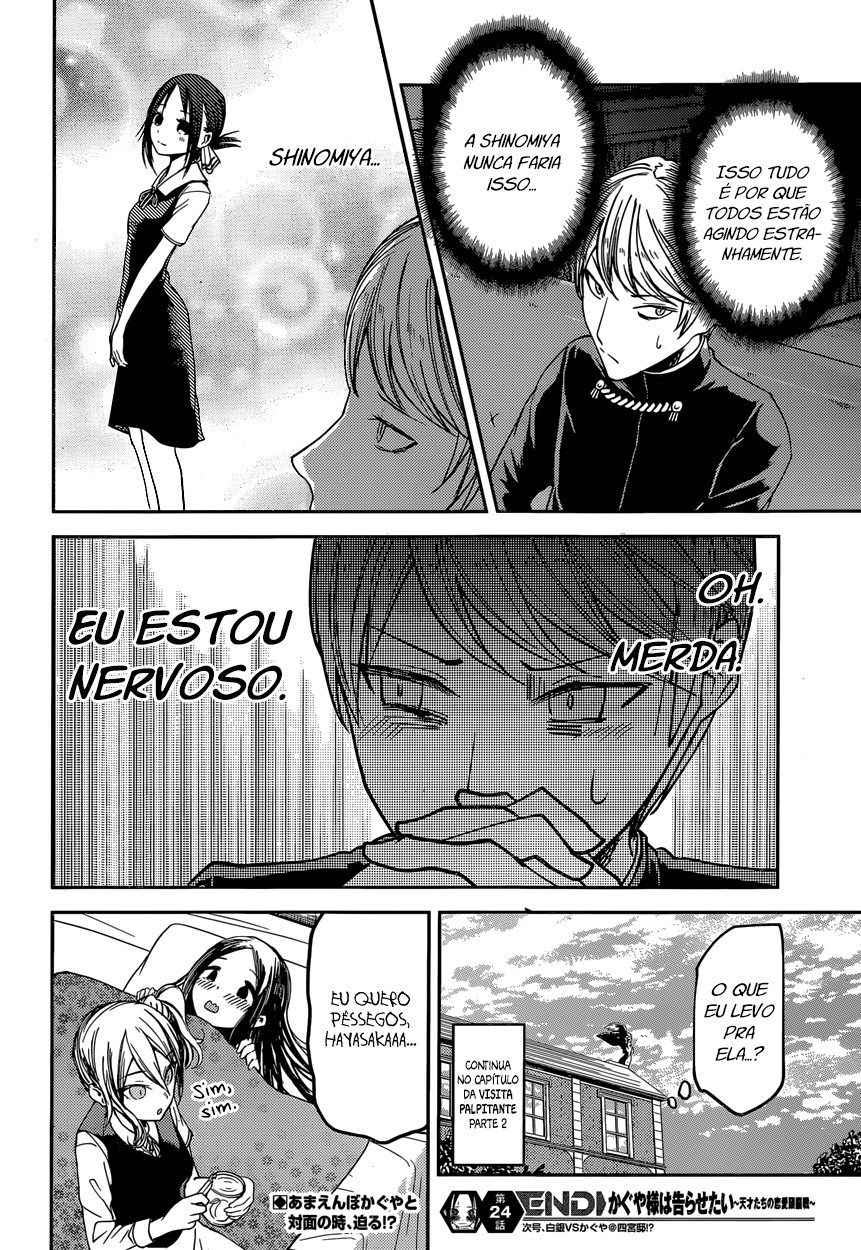 ISSO TUDO
É POR QUE
TODOS ESTÃO
AGINDO ESTRA-
NHAMENTE.
A SHINOMIYA
NUNCA FARIA
ISSO...
SHINOMIYA...
OH.
MERDA!
EU ESTOU
NERVOSO.
O QUE
EU LEVO
PRA
ELA...?
CONTINUA
NO CAPÍTULO
DA VISITA
PALPITANTE
PARTE 2
EU QUERO
PÊSSEGOS,
HAYASAKAAA...
SIM,
SIM.
あまえんぼかぐやと
対面の時、迫る!?
第24話
END
かぐや様は告らせたい~天才たちの恋愛頭脳戦~
次号、白銀VSかぐや@四宮邸!?